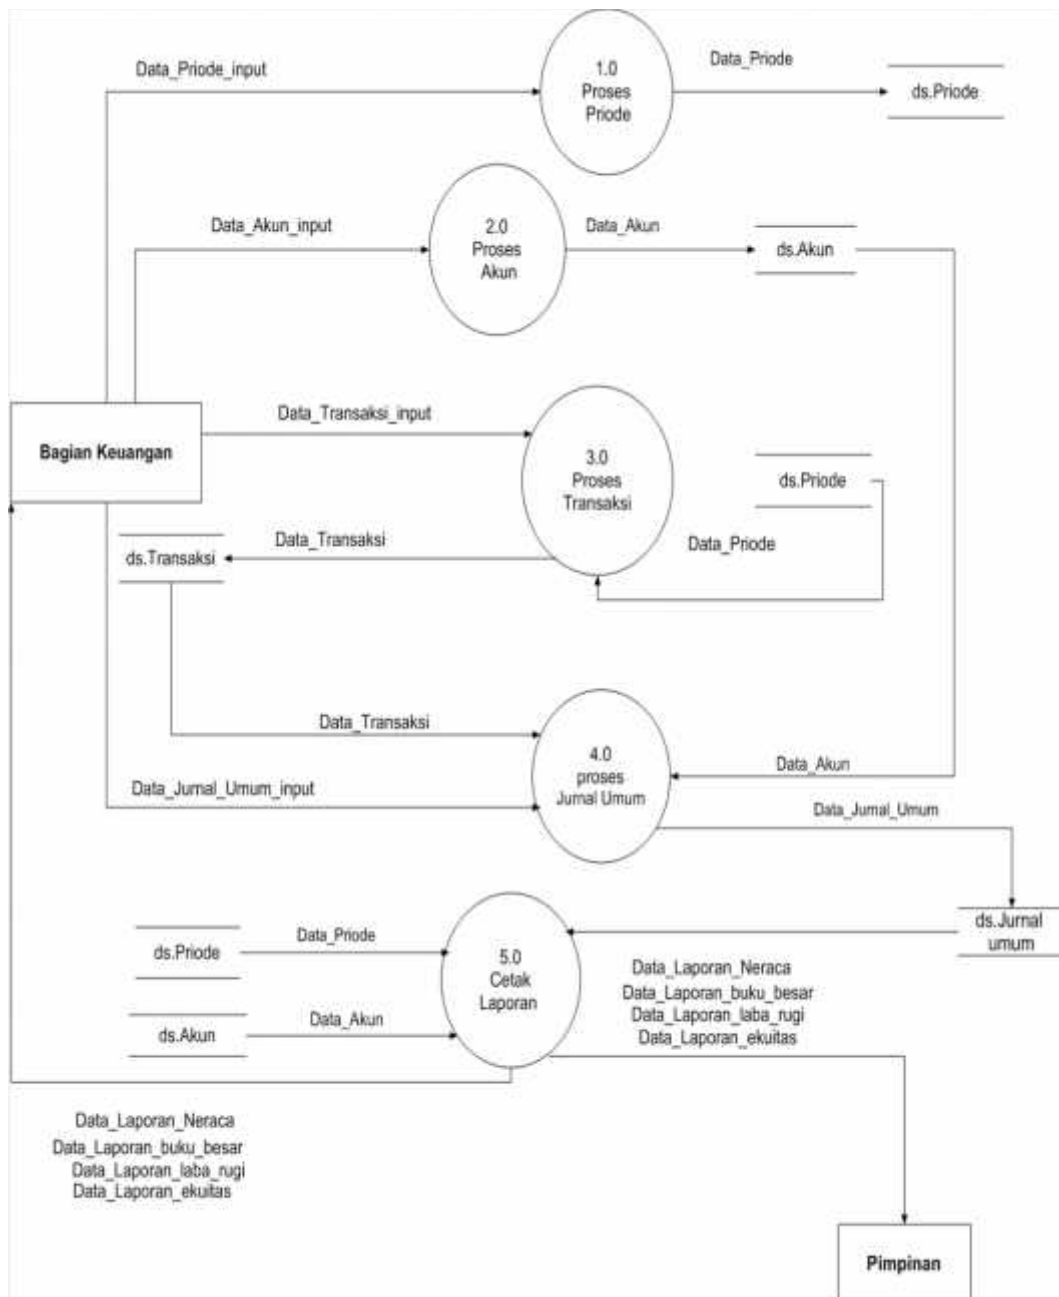 Data_Priode_input
1.0
Proses
Priode
Data_Priode
ds.Priode
Data_Akun_input
2.0
Proses
Akun
Data_Akun
ds.Akun
Bagian Keuangan
Data_Transaksi_input
3.0
Proses
Transaksi
ds.Priode
Data_Priode
Data_Transaksi
ds.Transaksi
Data_Transaksi
4.0
proses
Jurnal Umum
Data_Akun
Data_Jurnal_Umum_input
Data_Jurnal_Umum
ds.Jurnal
umum
ds.Priode
Data_Priode
5.0
Cetak
Laporan
ds.Akun
Data_Akun
Data_Laporan_Neraca
Data_Laporan_buku_besar
Data_Laporan_laba_rugi
Data_Laporan_ekuitas
Data_Laporan_Neraca
Data_Laporan_buku_besar
Data_Laporan_laba_rugi
Data_Laporan_ekuitas
Pimpinan